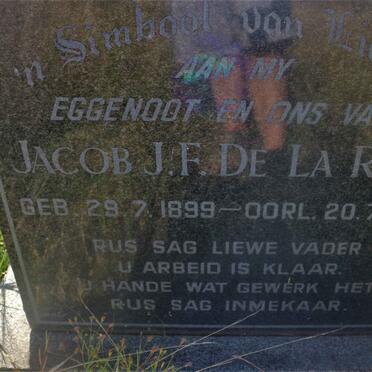 'n Simbool van Li
AAN MY
EGGENOOT EN ONS VA
JACOB J.F. DE LA R
GEB. 29.7.1899 — OORL. 20.7
RUS SAG LIEWE VADER
U ARBEID IS KLAAR.
U HANDE WAT GEWERK HET
RUS SAG INMEKAAR.